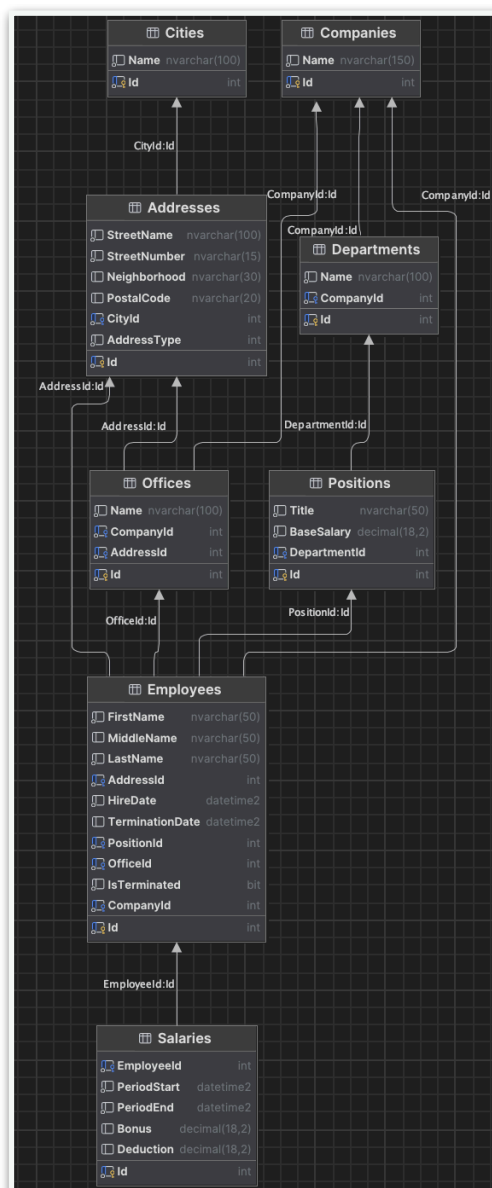 Cities
Name nvarchar(100)
Id int
Companies
Name nvarchar(150)
Id int
CityId:Id
CompanyId:Id
CompanyId:Id
CompanyId:Id
Addresses
StreetName nvarchar(100)
StreetNumber nvarchar(15)
Neighborhood nvarchar(30)
PostalCode nvarchar(20)
CityId int
AddressType int
Id int
Departments
Name nvarchar(100)
CompanyId int
Id int
AddressId:Id
AddressId:Id
DepartmentId:Id
Offices
Name nvarchar(100)
CompanyId int
AddressId int
Id int
Positions
Title nvarchar(50)
BaseSalary decimal(18,2)
DepartmentId int
Id int
OfficeId:Id
PositionId:Id
Employees
FirstName nvarchar(50)
MiddleName nvarchar(50)
LastName nvarchar(50)
AddressId int
HireDate datetime2
TerminationDate datetime2
PositionId int
OfficeId int
IsTerminated bit
CompanyId int
Id int
EmployeeId:Id
Salaries
EmployeeId int
PeriodStart datetime2
PeriodEnd datetime2
Bonus decimal(18,2)
Deduction decimal(18,2)
Id int